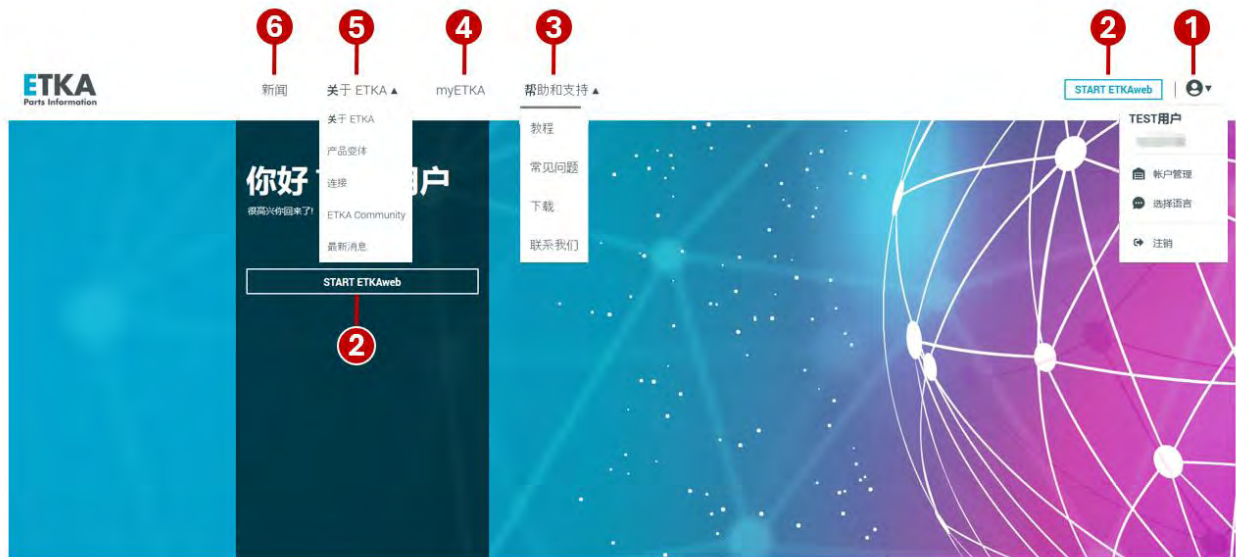 6
5
4
3
2
1
ETKA
Parts Information
新闻
关于 ETKA ▲
myETKA
帮助和支持 ▲
START ETKAweb
关于 ETKA
产品变体
连接
ETKA Community
最新消息
教程
常见问题
下载
联系我们
TEST用户
帐户管理
选择语言
注销
你好
户
很高兴你回来了!
START ETKAweb
2